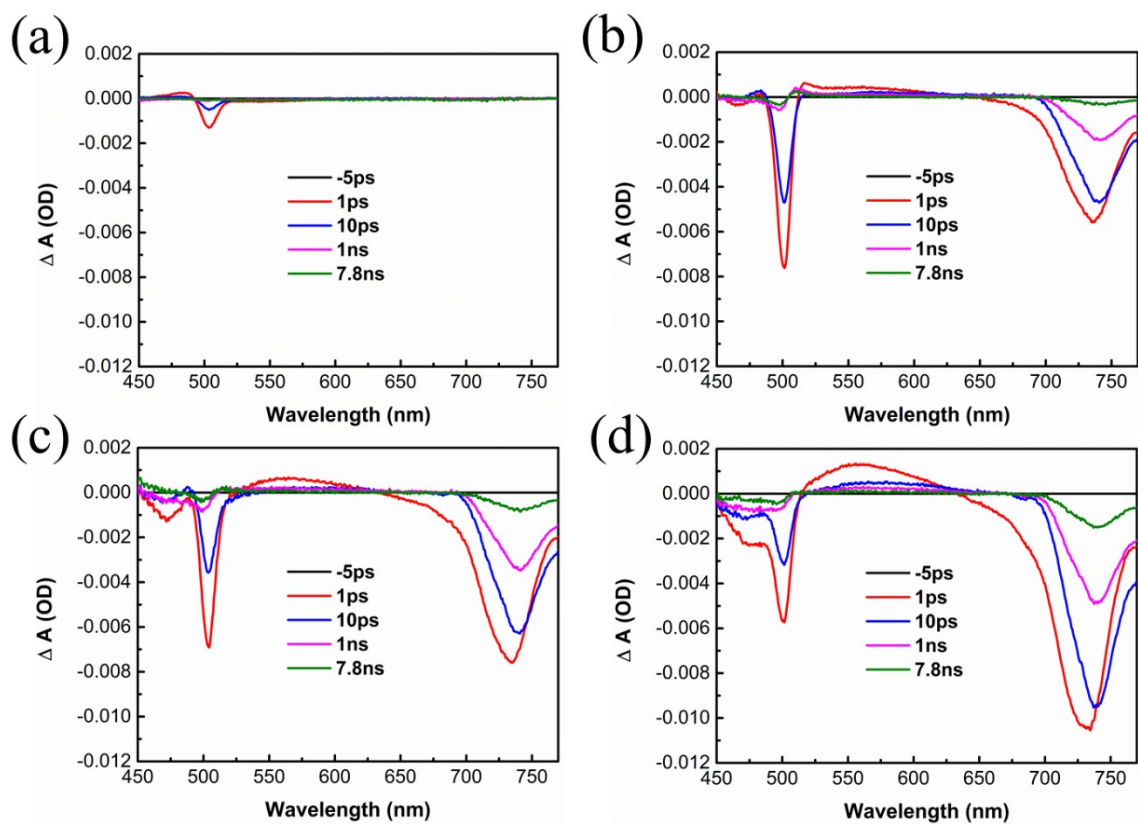 (a)
0.002
0.000
-0.002
-0.004
-0.006
-0.008
-0.010
-0.012
Δ A (OD)
-5ps
1ps
10ps
1ns
7.8ns
450 500 550 600 650 700 750
Wavelength (nm)
(b)
0.002
0.000
-0.002
-0.004
-0.006
-0.008
-0.010
-0.012
Δ A (OD)
-5ps
1ps
10ps
1ns
7.8ns
450 500 550 600 650 700 750
Wavelength (nm)
(c)
0.002
0.000
-0.002
-0.004
-0.006
-0.008
-0.010
-0.012
Δ A (OD)
-5ps
1ps
10ps
1ns
7.8ns
450 500 550 600 650 700 750
Wavelength (nm)
(d)
0.002
0.000
-0.002
-0.004
-0.006
-0.008
-0.010
-0.012
Δ A (OD)
-5ps
1ps
10ps
1ns
7.8ns
450 500 550 600 650 700 750
Wavelength (nm)